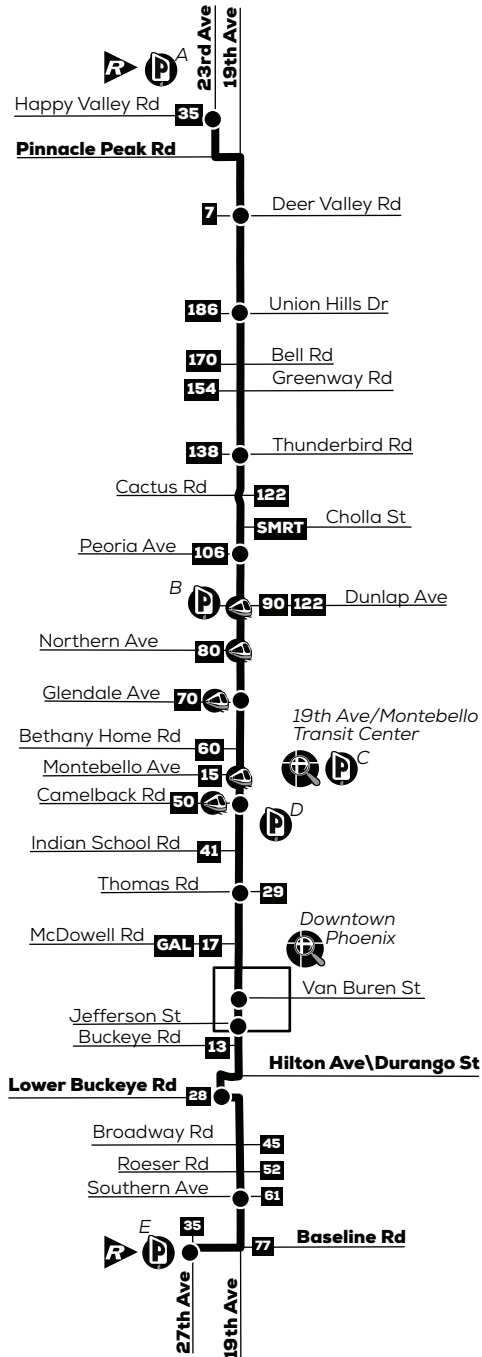 23rd Ave
19th Ave
R P A
Happy Valley Rd 35
Pinnacle Peak Rd
7 Deer Valley Rd
186 Union Hills Dr
170 Bell Rd
154 Greenway Rd
138 Thunderbird Rd
Cactus Rd 122
SMRT Cholla St
Peoria Ave 106
B P 90 122 Dunlap Ave
Northern Ave 80
Glendale Ave 70
19th Ave/Montebello
Transit Center
Bethany Home Rd 60
Montebello Ave 15 P C
Camelback Rd 50
P D
Indian School Rd 41
Thomas Rd 29
McDowell Rd GAL 17
Downtown
Phoenix
Van Buren St
Jefferson St
Buckeye Rd 13
Hilton Ave\Durango St
Lower Buckeye Rd 28
Broadway Rd 45
Roeser Rd 52
Southern Ave 61
R P E 35 77 Baseline Rd
27th Ave
19th Ave